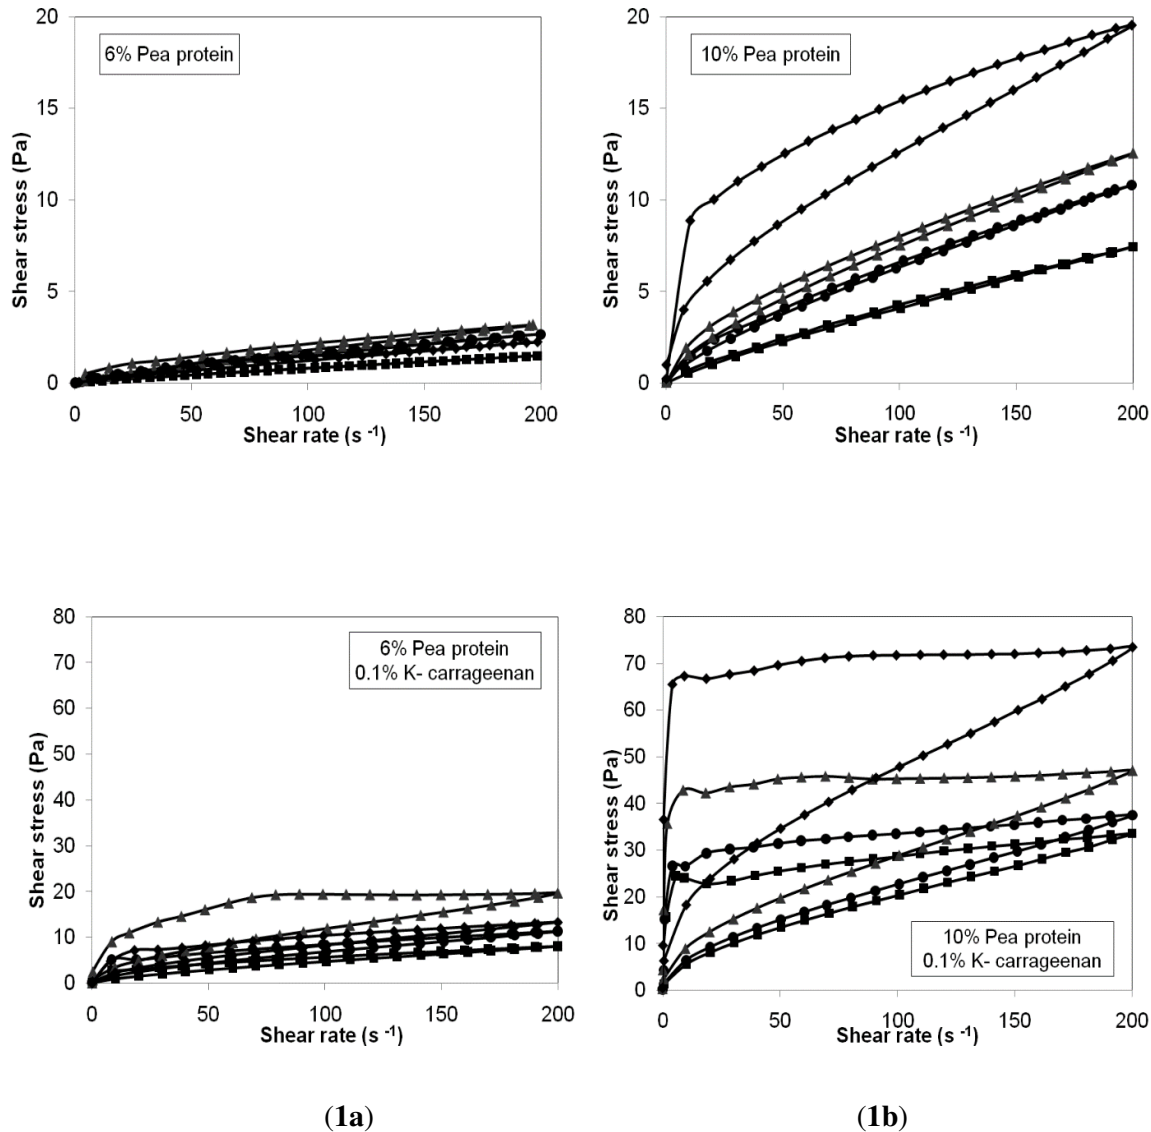 6% Pea protein
20
15
10
5
0
Shear stress (Pa)
0 50 100 150 200
Shear rate (s -1)
10% Pea protein
20
15
10
5
0
Shear stress (Pa)
0 50 100 150 200
Shear rate (s -1)
6% Pea protein
0.1% K- carrageenan
80
70
60
50
40
30
20
10
0
Shear stress (Pa)
0 50 100 150 200
Shear rate (s -1)
80
70
60
50
40
30
20
10
0
Shear stress (Pa)
10% Pea protein
0.1% K- carrageenan
0 50 100 150 200
Shear rate (s -1)
(1a)
(1b)